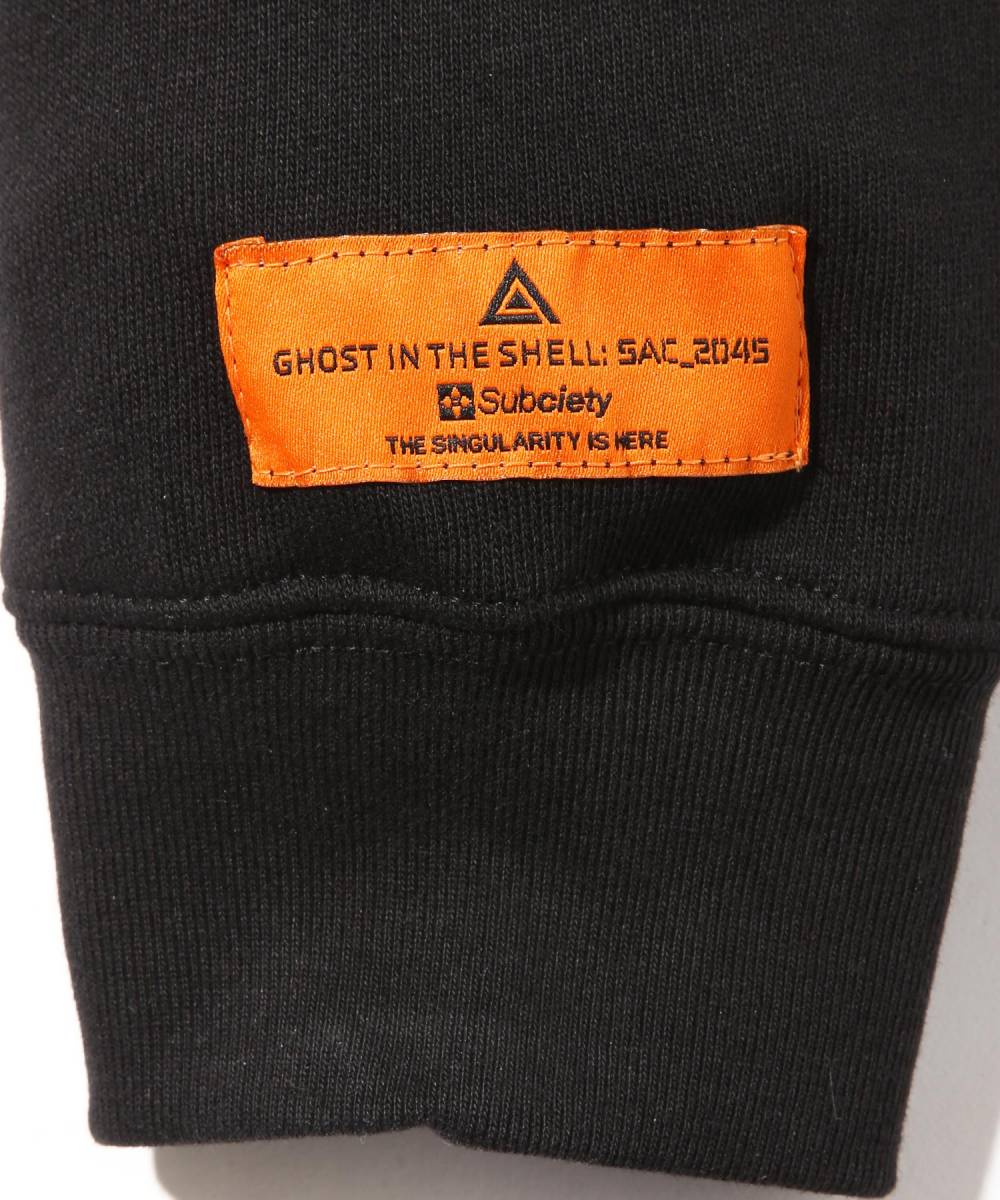 GHOST IN THE SHELL: SAC_2045
Subciety
THE SINGULARITY IS HERE